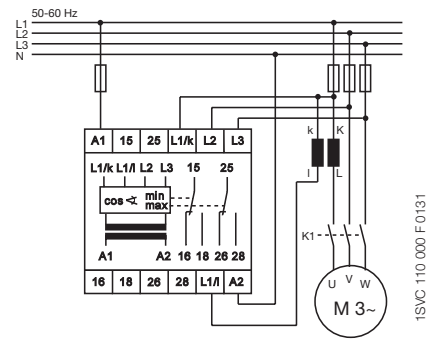 50-60 Hz
L1
L2
L3
N
A1 15 25 L1/k L2 L3
k K
L1/k L1/l L2 L3 15 25
l L
cos ∢ min
max
A1 A2 16 18 26 28
K1
16 18 26 28 L1/l A2
U V W
M 3~
1SVC 110 000 F 0131